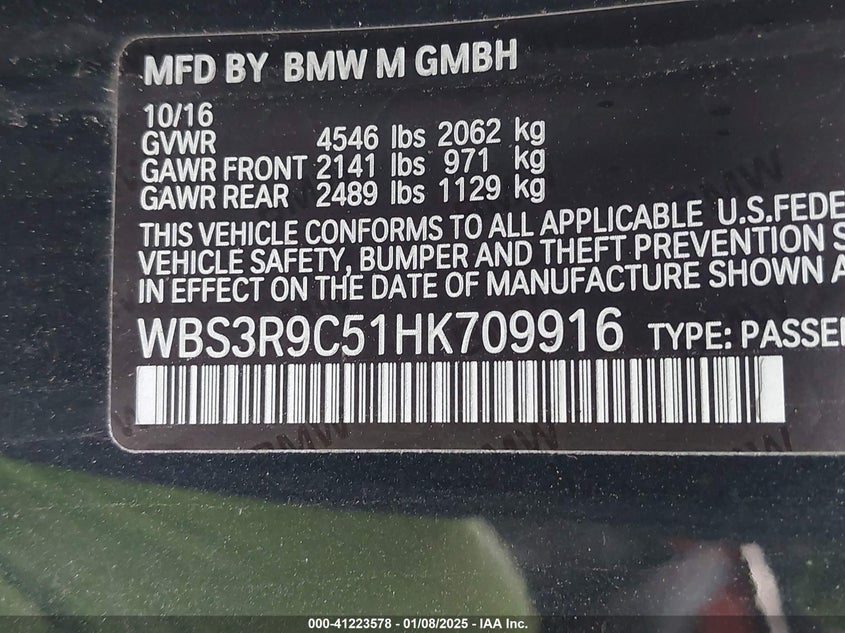 MFD BY BMW M GMBH
10/16
GVWR 4546 lbs 2062 kg
GAWR FRONT 2141 lbs 971 kg
GAWR REAR 2489 lbs 1129 kg
THIS VEHICLE CONFORMS TO ALL APPLICABLE U.S.FEDE
VEHICLE SAFETY, BUMPER AND THEFT PREVENTION S
IN EFFECT ON THE DATE OF MANUFACTURE SHOWN A
WBS3R9C51HK709916 TYPE: PASSE
000-41223578 - 01/08/2025 - IAA Inc.